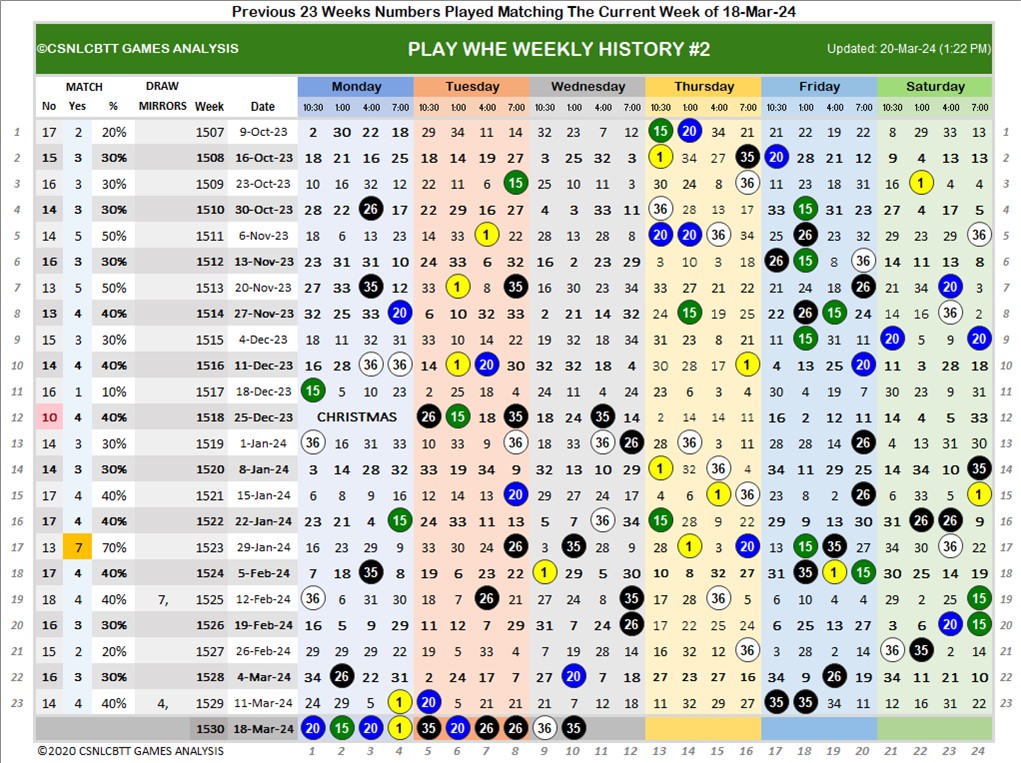 Previous 23 Weeks Numbers Played Matching The Current Week of 18-Mar-24
©CSNLCBTT GAMES ANALYSIS PLAY WHE WEEKLY HISTORY #2 Updated: 20-Mar-24 (1:22 PM)
MATCH DRAW Monday Tuesday Wednesday Thursday Friday Saturday
No Yes % MIRRORS Week Date 10:30 1:00 4:00 7:00 10:30 1:00 4:00 7:00 10:30 1:00 4:00 7:00 10:30 1:00 4:00 7:00 10:30 1:00 4:00 7:00 10:30 1:00 4:00 7:00
1 17 2 20% 1507 9-Oct-23 2 30 22 18 29 34 11 14 32 23 7 12 15 20 34 21 21 22 19 22 8 29 33 13 1
2 15 3 30% 1508 16-Oct-23 18 21 16 25 18 14 19 27 3 25 32 3 1 34 27 35 20 28 21 12 9 4 13 13 2
3 16 3 30% 1509 23-Oct-23 10 16 32 12 22 11 6 15 25 10 11 3 30 24 8 36 11 23 18 31 16 1 4 4 3
4 14 3 30% 1510 30-Oct-23 28 22 26 17 22 29 16 27 4 3 33 11 36 28 13 17 33 15 31 23 27 4 17 5 4
5 14 5 50% 1511 6-Nov-23 18 6 13 23 14 33 1 22 32 13 28 8 20 20 36 34 25 26 23 32 29 23 29 36 5
6 16 3 30% 1512 13-Nov-23 23 31 31 10 24 33 6 32 16 2 23 29 3 10 3 18 26 15 8 36 14 11 13 8 6
7 13 5 50% 1513 20-Nov-23 27 33 35 12 33 1 8 35 16 30 23 34 33 27 21 22 21 24 18 26 21 34 20 3 7
8 13 4 40% 1514 27-Nov-23 32 25 33 20 6 10 32 33 2 21 14 32 24 15 19 25 22 26 15 24 14 16 36 2 8
9 15 3 30% 1515 4-Dec-23 18 11 32 31 33 10 14 22 19 32 18 34 31 23 8 21 11 15 31 11 20 5 9 20 9
10 14 4 40% 1516 11-Dec-23 16 28 36 36 14 1 20 30 32 32 18 4 30 28 17 1 4 13 25 20 11 3 28 18 10
11 16 1 10% 1517 18-Dec-23 15 5 10 23 2 25 18 4 24 11 4 24 23 6 3 4 30 4 19 7 30 23 9 31 11
12 10 4 40% 1518 25-Dec-23 CHRISTMAS 26 15 18 35 18 24 35 14 2 14 14 11 16 2 12 11 14 4 5 33 12
13 14 3 30% 1519 1-Jan-24 36 16 31 33 10 33 9 36 18 33 36 26 28 36 3 11 28 28 14 26 4 13 31 30 13
14 14 3 30% 1520 8-Jan-24 3 14 28 32 33 19 34 9 32 13 10 29 1 32 36 4 34 11 29 25 14 34 10 35 14
15 17 4 40% 1521 15-Jan-24 6 8 9 16 12 14 13 20 29 27 24 17 4 6 1 36 23 8 2 26 6 33 5 1 15
16 17 4 40% 1522 22-Jan-24 23 21 4 15 24 33 11 13 5 7 36 34 15 28 9 22 29 9 13 30 31 26 26 9 16
17 13 7 70% 1523 29-Jan-24 16 23 29 9 33 30 24 26 3 35 28 9 28 1 3 20 13 15 35 27 34 30 36 22 17
18 17 4 40% 1524 5-Feb-24 7 18 35 8 19 6 23 22 1 29 5 30 10 8 32 27 31 35 1 20 30 25 14 19 18
19 18 4 40% 7, 1525 12-Feb-24 36 6 31 30 18 7 26 21 27 24 8 35 17 28 36 5 6 10 4 4 29 2 25 15 19
20 16 3 30% 1526 19-Feb-24 16 5 9 29 11 12 7 29 31 7 24 26 17 22 25 24 6 25 13 27 3 6 20 15 20
21 15 2 20% 1527 26-Feb-24 29 29 29 22 19 5 33 4 7 19 29 28 16 32 12 36 3 28 2 14 36 35 2 14 21
22 16 3 30% 1528 4-Mar-24 34 26 22 31 2 24 17 7 27 20 7 18 27 23 27 16 34 9 26 19 34 11 21 10 22
23 14 4 40% 4, 1529 11-Mar-24 24 29 5 1 20 5 29 21 21 7 12 18 11 32 29 27 35 35 34 11 12 16 31 22 23
1530 18-Mar-24 20 15 20 1 35 20 26 26 36 35
©2020 CSNLCBTT GAMES ANALYSIS 1 2 3 4 5 6 7 8 9 10 11 12 13 14 15 16 17 18 19 20 21 22 23 24